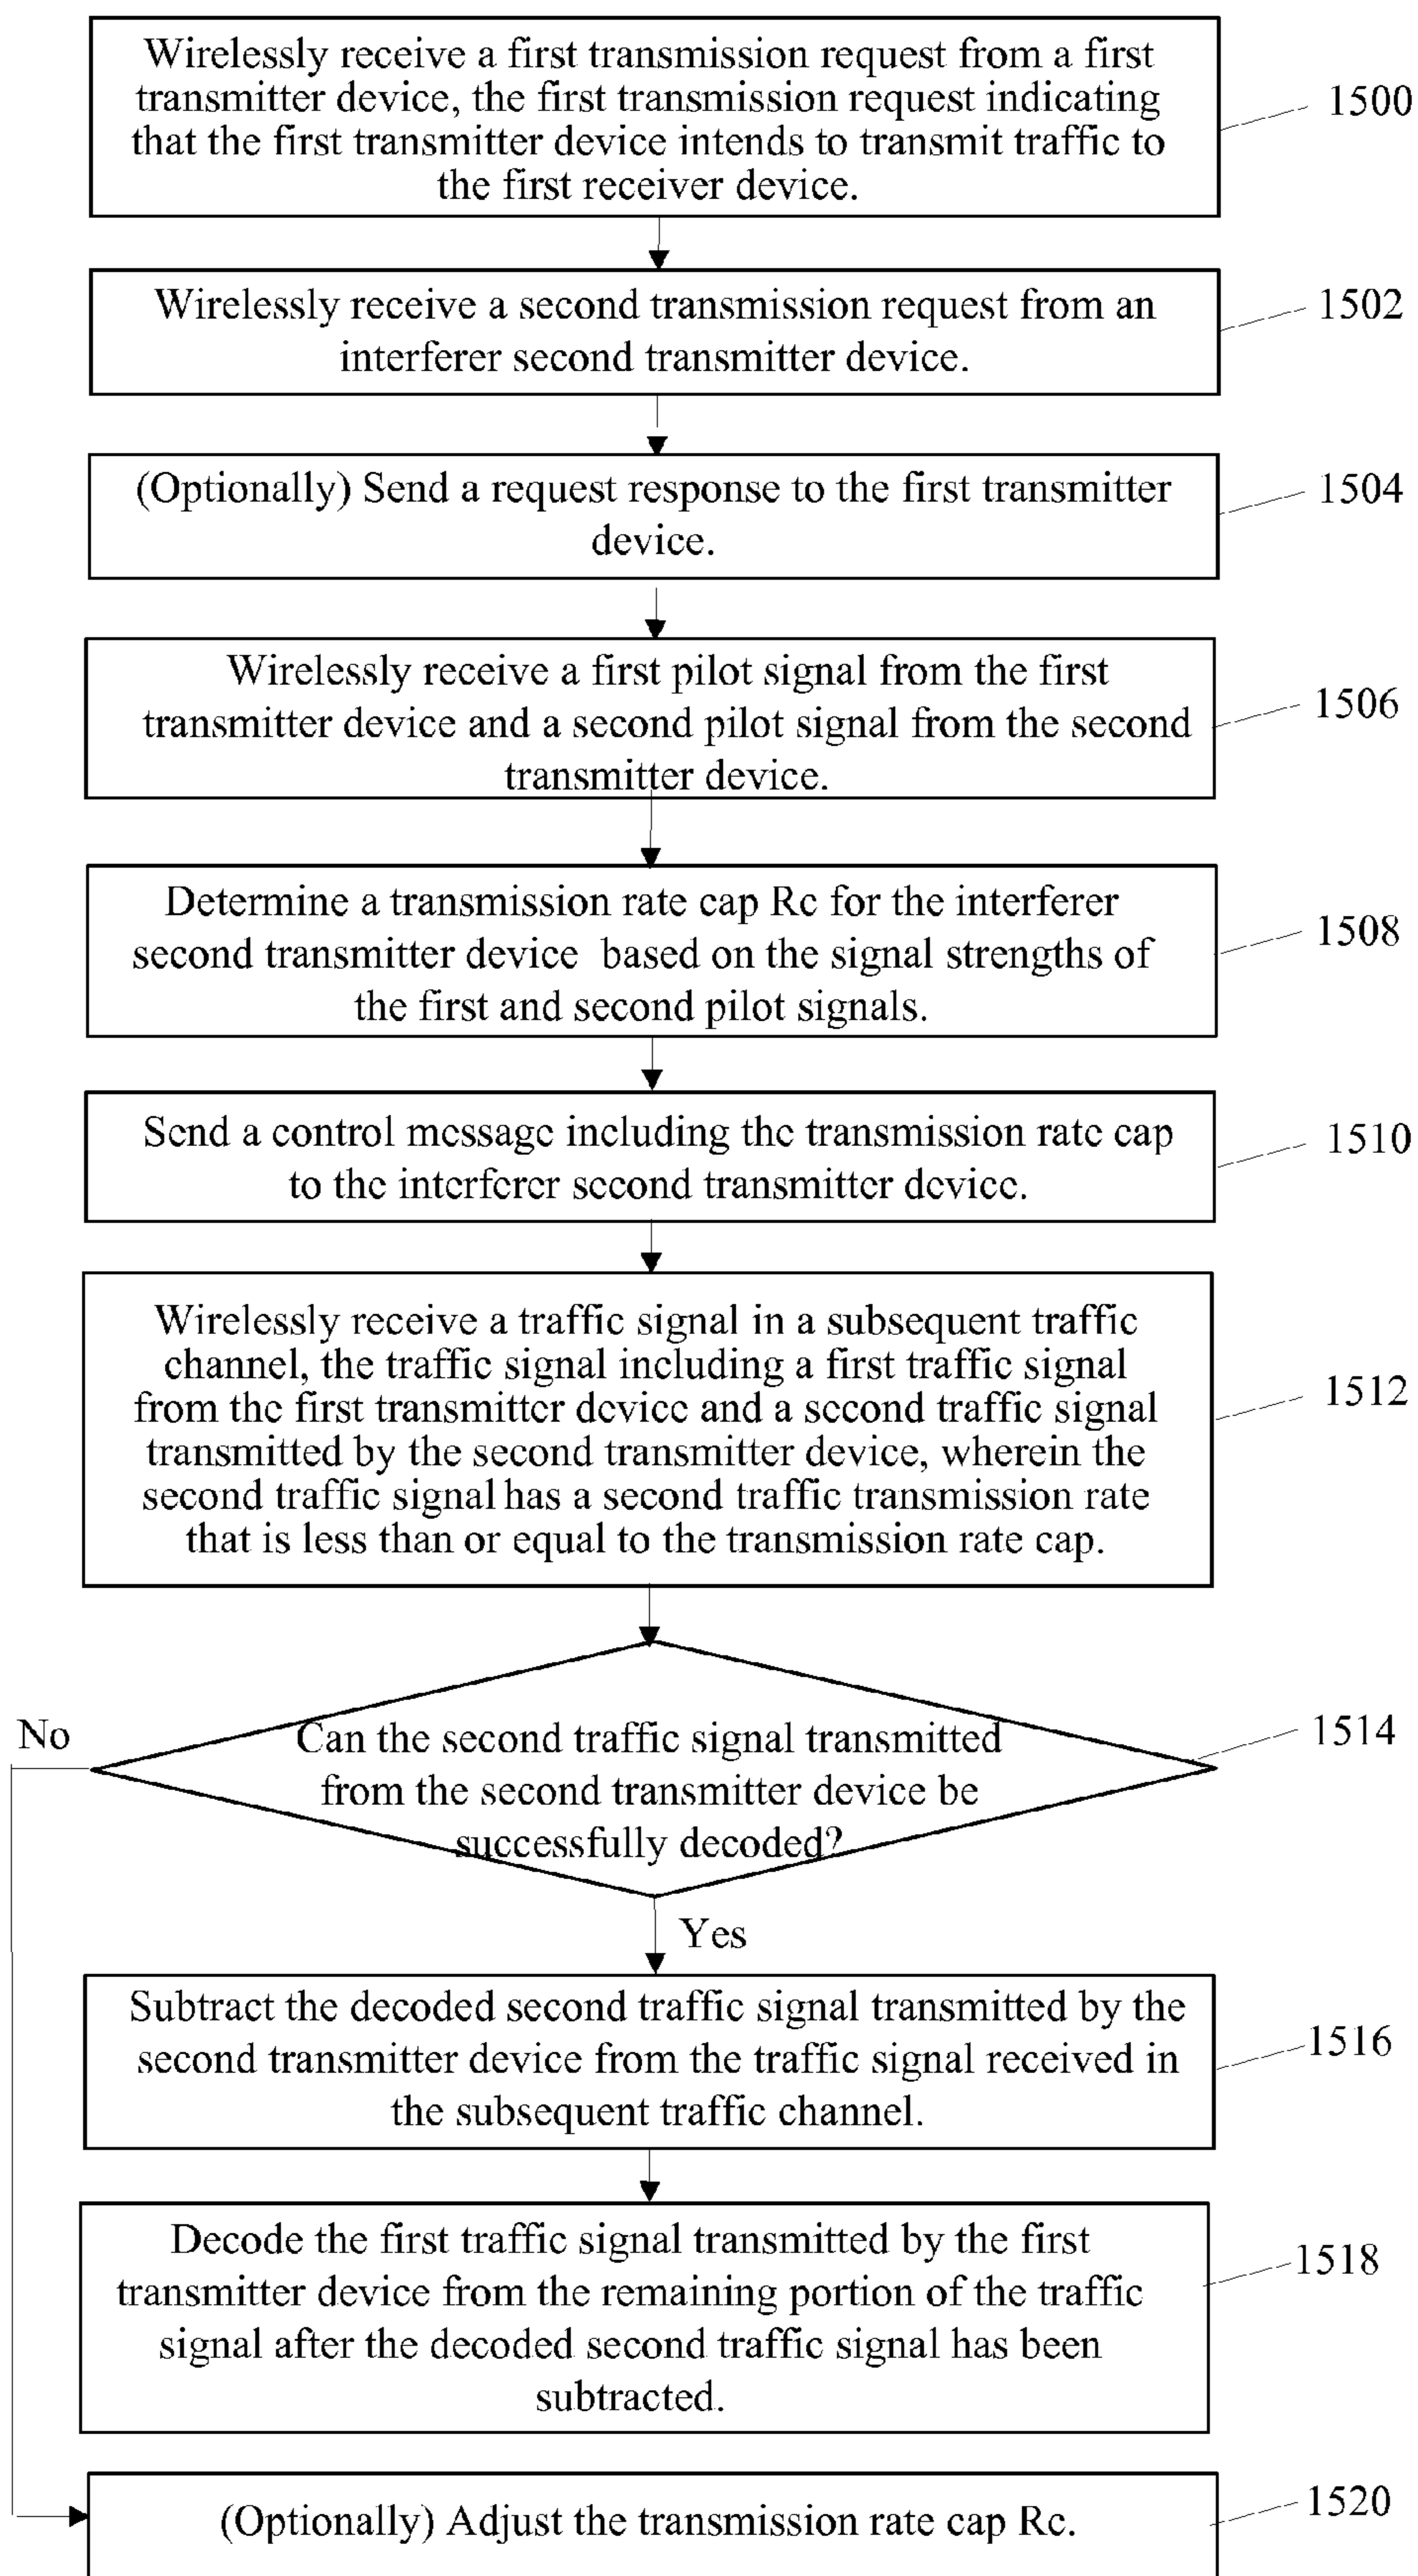 Wirelessly receive a first transmission request from a first
transmitter device, the first transmission request indicating
that the first transmitter device intends to transmit traffic to
the first receiver device.
1500
Wirelessly receive a second transmission request from an
interferer second transmitter device.
1502
(Optionally) Send a request response to the first transmitter
device.
1504
Wirelessly receive a first pilot signal from the first
transmitter device and a second pilot signal from the second
transmitter device.
1506
Determine a transmission rate cap Rc for the interferer
second transmitter device based on the signal strengths of
the first and second pilot signals.
1508
Send a control message including the transmission rate cap
to the interferer second transmitter device.
1510
Wirelessly receive a traffic signal in a subsequent traffic
channel, the traffic signal including a first traffic signal
from the first transmitter device and a second traffic signal
transmitted by the second transmitter device, wherein the
second traffic signal has a second traffic transmission rate
that is less than or equal to the transmission rate cap.
1512
No
Can the second traffic signal transmitted
from the second transmitter device be
successfully decoded?
1514
Yes
Subtract the decoded second traffic signal transmitted by the
second transmitter device from the traffic signal received in
the subsequent traffic channel.
1516
Decode the first traffic signal transmitted by the first
transmitter device from the remaining portion of the traffic
signal after the decoded second traffic signal has been
subtracted.
1518
(Optionally) Adjust the transmission rate cap Rc.
1520